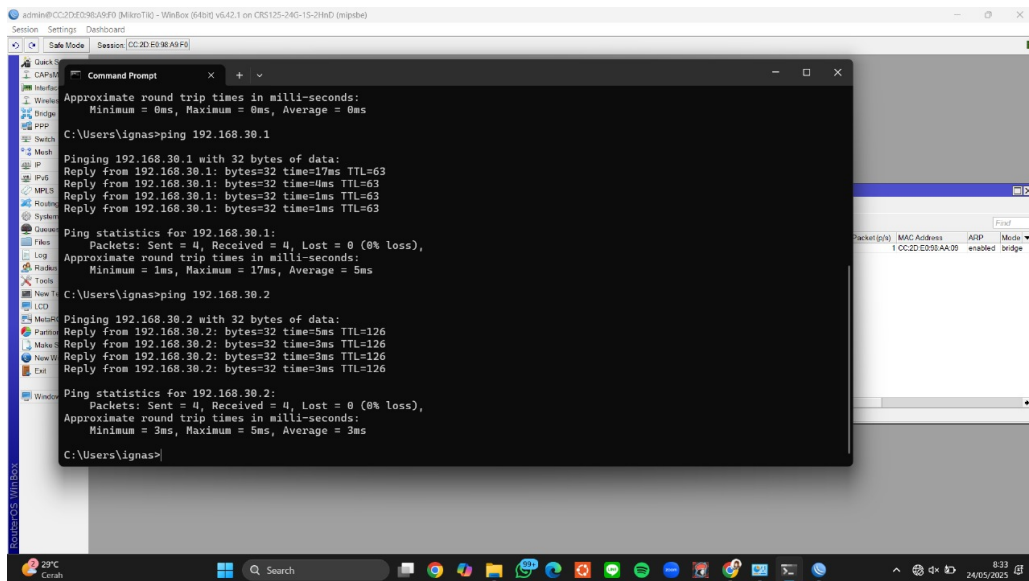 admin@CC:2D:E0:98:A9:F0 (MikroTik) - WinBox (64bit) v6.42.1 on CRS125-24G-1S-2HnD (mipsbe)
Session Settings Dashboard
Safe Mode Session: CC:2D:E0:98:A9:F0
Quick
CAPsM
Interfac
Wireles
Bridge
PPP
Switch
Mesh
IP
IPv6
MPLS
Routing
System
Queues
Files
Log
Radius
Tools
New Te
LCD
MetaRO
Partition
Make S
New W
Exit
Window
RouterOS WinBox
Command Prompt
Approximate round trip times in milli-seconds:
Minimum = 0ms, Maximum = 0ms, Average = 0ms
C:\Users\ignas>ping 192.168.30.1
Pinging 192.168.30.1 with 32 bytes of data:
Reply from 192.168.30.1: bytes=32 time=17ms TTL=63
Reply from 192.168.30.1: bytes=32 time=4ms TTL=63
Reply from 192.168.30.1: bytes=32 time=1ms TTL=63
Reply from 192.168.30.1: bytes=32 time=1ms TTL=63
Ping statistics for 192.168.30.1:
Packets: Sent = 4, Received = 4, Lost = 0 (0% loss),
Approximate round trip times in milli-seconds:
Minimum = 1ms, Maximum = 17ms, Average = 5ms
C:\Users\ignas>ping 192.168.30.2
Pinging 192.168.30.2 with 32 bytes of data:
Reply from 192.168.30.2: bytes=32 time=5ms TTL=126
Reply from 192.168.30.2: bytes=32 time=3ms TTL=126
Reply from 192.168.30.2: bytes=32 time=3ms TTL=126
Reply from 192.168.30.2: bytes=32 time=3ms TTL=126
Ping statistics for 192.168.30.2:
Packets: Sent = 4, Received = 4, Lost = 0 (0% loss),
Approximate round trip times in milli-seconds:
Minimum = 3ms, Maximum = 5ms, Average = 3ms
C:\Users\ignas>
Find
Packet (p/s) MAC Address ARP Mode
1 CC:2D:E0:98:AA:09 enabled bridge
29°C
Cerah
Search
99+
8:33
24/05/2025